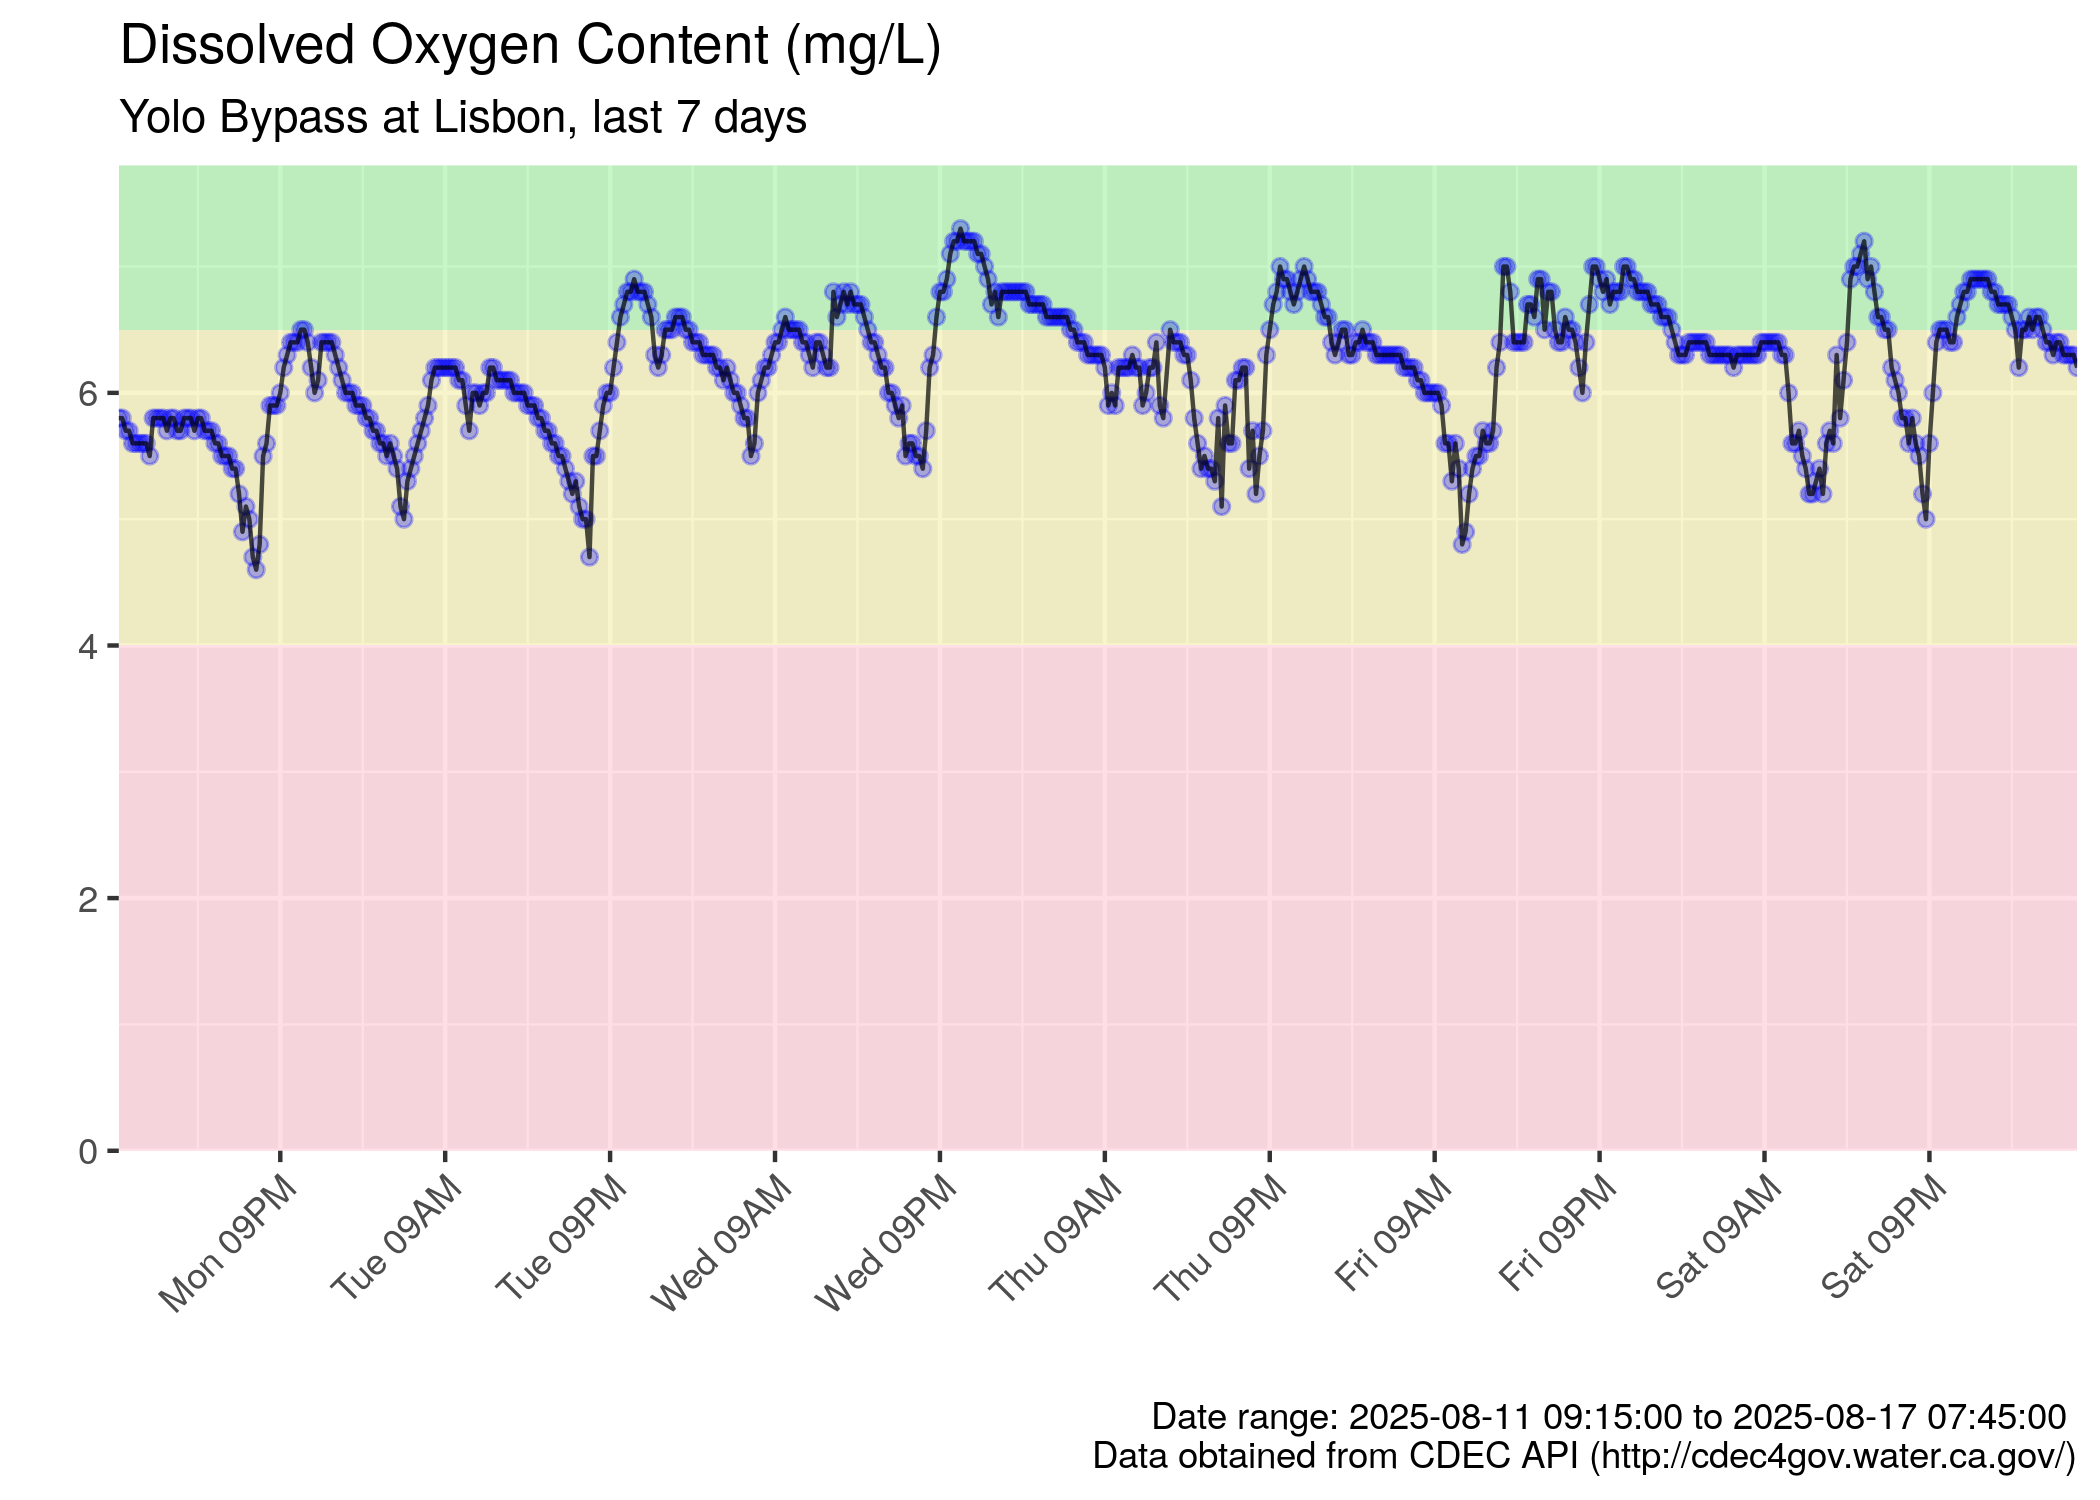 Dissolved Oxygen Content (mg/L)
Yolo Bypass at Lisbon, last 7 days
6
4
2
0
Mon 09PM
Tue 09AM
Tue 09PM
Wed 09AM
Wed 09PM
Thu 09AM
Thu 09PM
Fri 09AM
Fri 09PM
Sat 09AM
Sat 09PM
Date range: 2025-08-11 09:15:00 to 2025-08-17 07:45:00
Data obtained from CDEC API (http://cdec4gov.water.ca.gov/)